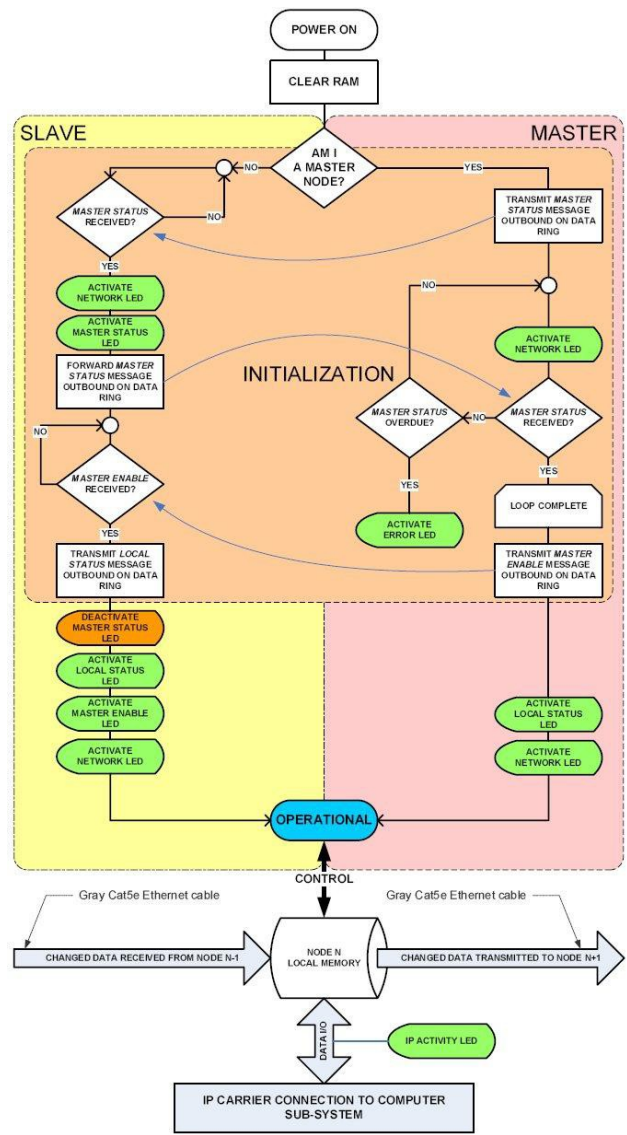 POWER ON
CLEAR RAM
SLAVE
MASTER
AM I
A MASTER
NODE?
NO
YES
MASTER STATUS
RECEIVED?
NO
TRANSMIT MASTER
STATUS MESSAGE
OUTBOUND ON DATA
RING
YES
NO
ACTIVATE
NETWORK LED
ACTIVATE
MASTER STATUS
LED
ACTIVATE
NETWORK LED
FORWARD MASTER
STATUS MESSAGE
OUTBOUND ON DATA
RING
INITIALIZATION
MASTER STATUS
OVERDUE?
NO
MASTER STATUS
RECEIVED?
NO
MASTER ENABLE
RECEIVED?
YES
YES
LOOP COMPLETE
YES
ACTIVATE
ERROR LED
TRANSMIT LOCAL
STATUS MESSAGE
OUTBOUND ON DATA
RING
TRANSMIT MASTER
ENABLE MESSAGE
OUTBOUND ON DATA
RING
DEACTIVATE
MASTER STATUS
LED
ACTIVATE
LOCAL STATUS
LED
ACTIVATE
MASTER ENABLE
LED
ACTIVATE
NETWORK LED
ACTIVATE
LOCAL STATUS
LED
ACTIVATE
NETWORK LED
OPERATIONAL
CONTROL
Gray Cat5e Ethernet cable
Gray Cat5e Ethernet cable
CHANGED DATA RECEIVED FROM NODE N-1
NODE N
LOCAL MEMORY
CHANGED DATA TRANSMITTED TO NODE N+1
DATA I/O
IP ACTIVITY LED
IP CARRIER CONNECTION TO COMPUTER
SUB-SYSTEM